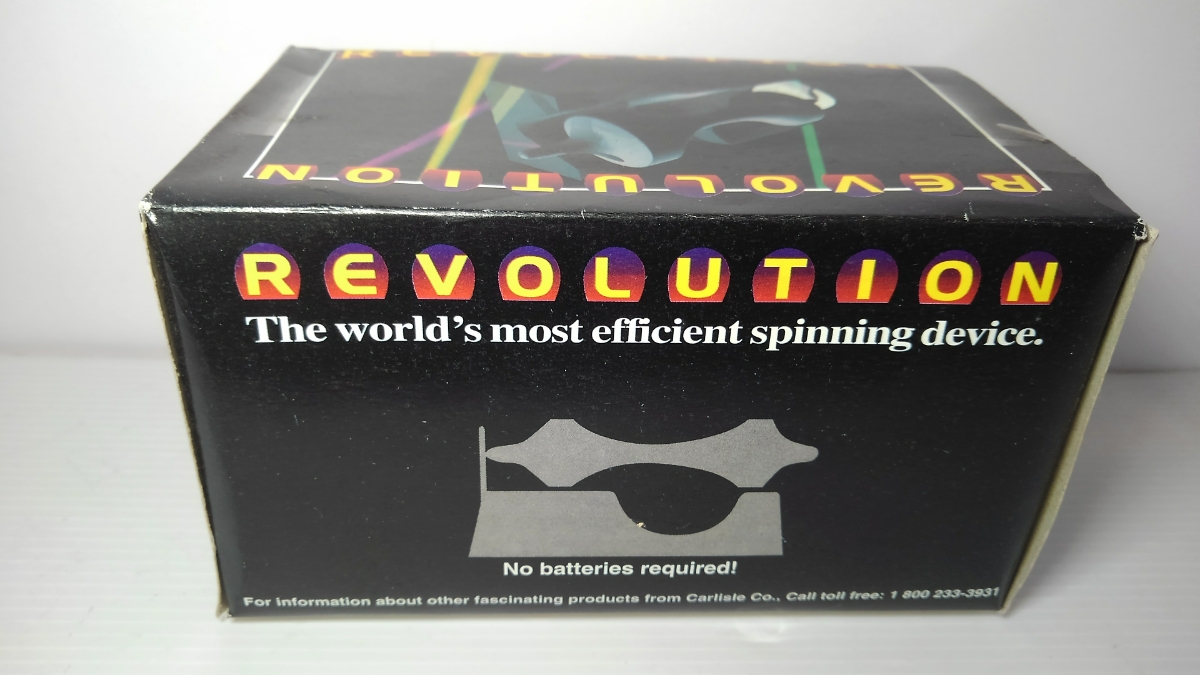 REVOLUTION
REVOLUTION
REVOLUTION
The world's most efficient spinning device.
No batteries required!
For information about other fascinating products from Carlisle Co., Call toll free: 1 800 233-3931